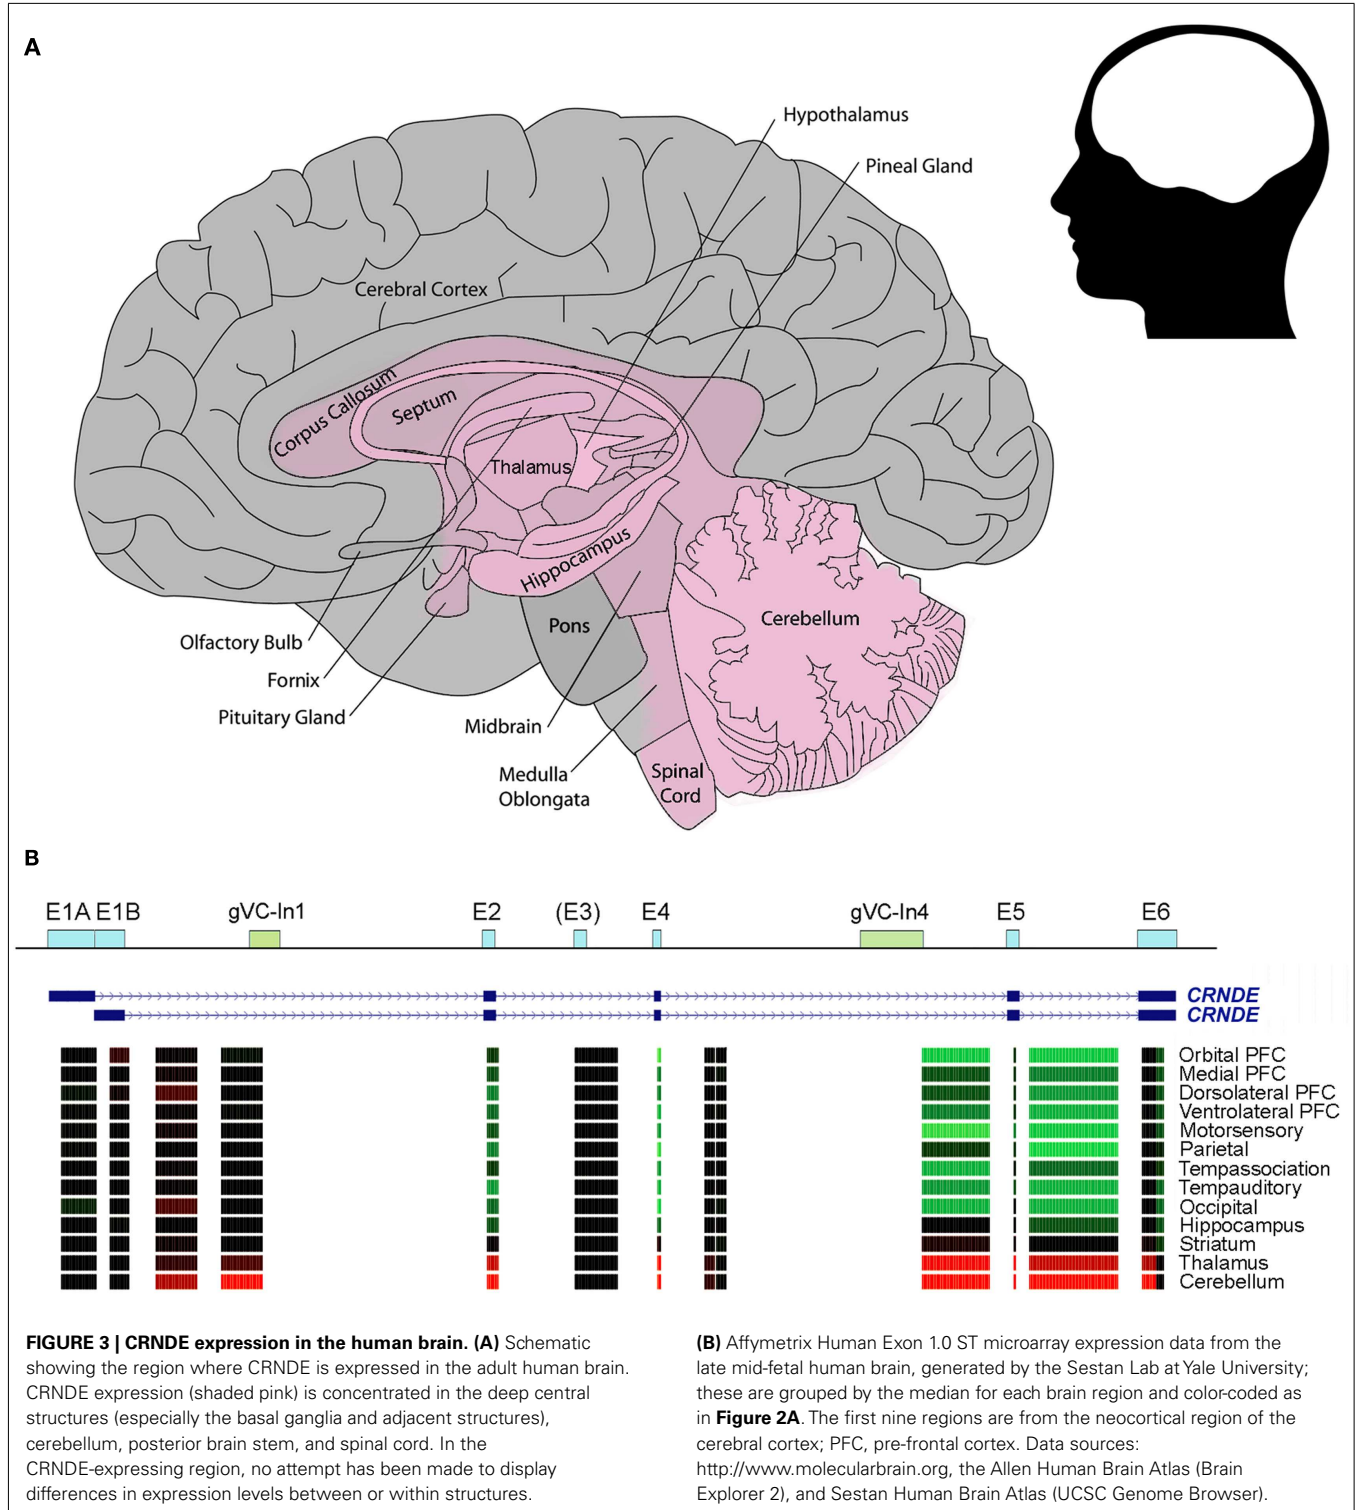 A
Hypothalamus
Pineal Gland
Cerebral Cortex
Corpus Callosum
Septum
Thalamus
Hippocampus
Pons
Cerebellum
Olfactory Bulb
Fornix
Pituitary Gland
Midbrain
Medulla
Oblongata
Spinal
Cord
B
E1A E1B gVC-In1 E2 (E3) E4 gVC-In4 E5 E6
CRNDE
CRNDE
Orbital PFC
Medial PFC
Dorsolateral PFC
Ventrolateral PFC
Motorsensory
Parietal
Tempassociation
Tempauditory
Occipital
Hippocampus
Striatum
Thalamus
Cerebellum
FIGURE 3 | CRNDE expression in the human brain. (A) Schematic
showing the region where CRNDE is expressed in the adult human brain.
CRNDE expression (shaded pink) is concentrated in the deep central
structures (especially the basal ganglia and adjacent structures),
cerebellum, posterior brain stem, and spinal cord. In the
CRNDE-expressing region, no attempt has been made to display
differences in expression levels between or within structures.
(B) Affymetrix Human Exon 1.0 ST microarray expression data from the
late mid-fetal human brain, generated by the Sestan Lab at Yale University;
these are grouped by the median for each brain region and color-coded as
in Figure 2A. The first nine regions are from the neocortical region of the
cerebral cortex; PFC, pre-frontal cortex. Data sources:
http://www.molecularbrain.org, the Allen Human Brain Atlas (Brain
Explorer 2), and Sestan Human Brain Atlas (UCSC Genome Browser).